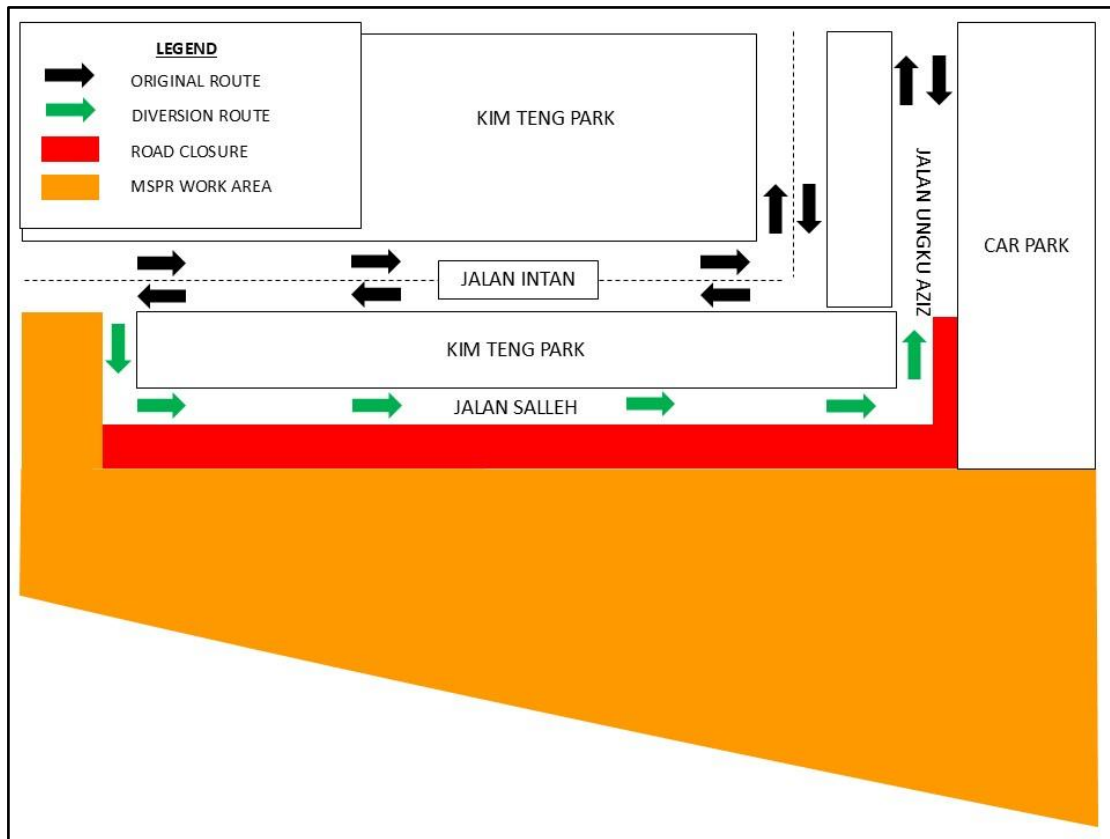 LEGEND
ORIGINAL ROUTE
DIVERSION ROUTE
ROAD CLOSURE
MSPR WORK AREA
KIM TENG PARK
JALAN UNGKU AZIZ
CAR PARK
JALAN INTAN
KIM TENG PARK
JALAN SALLEH